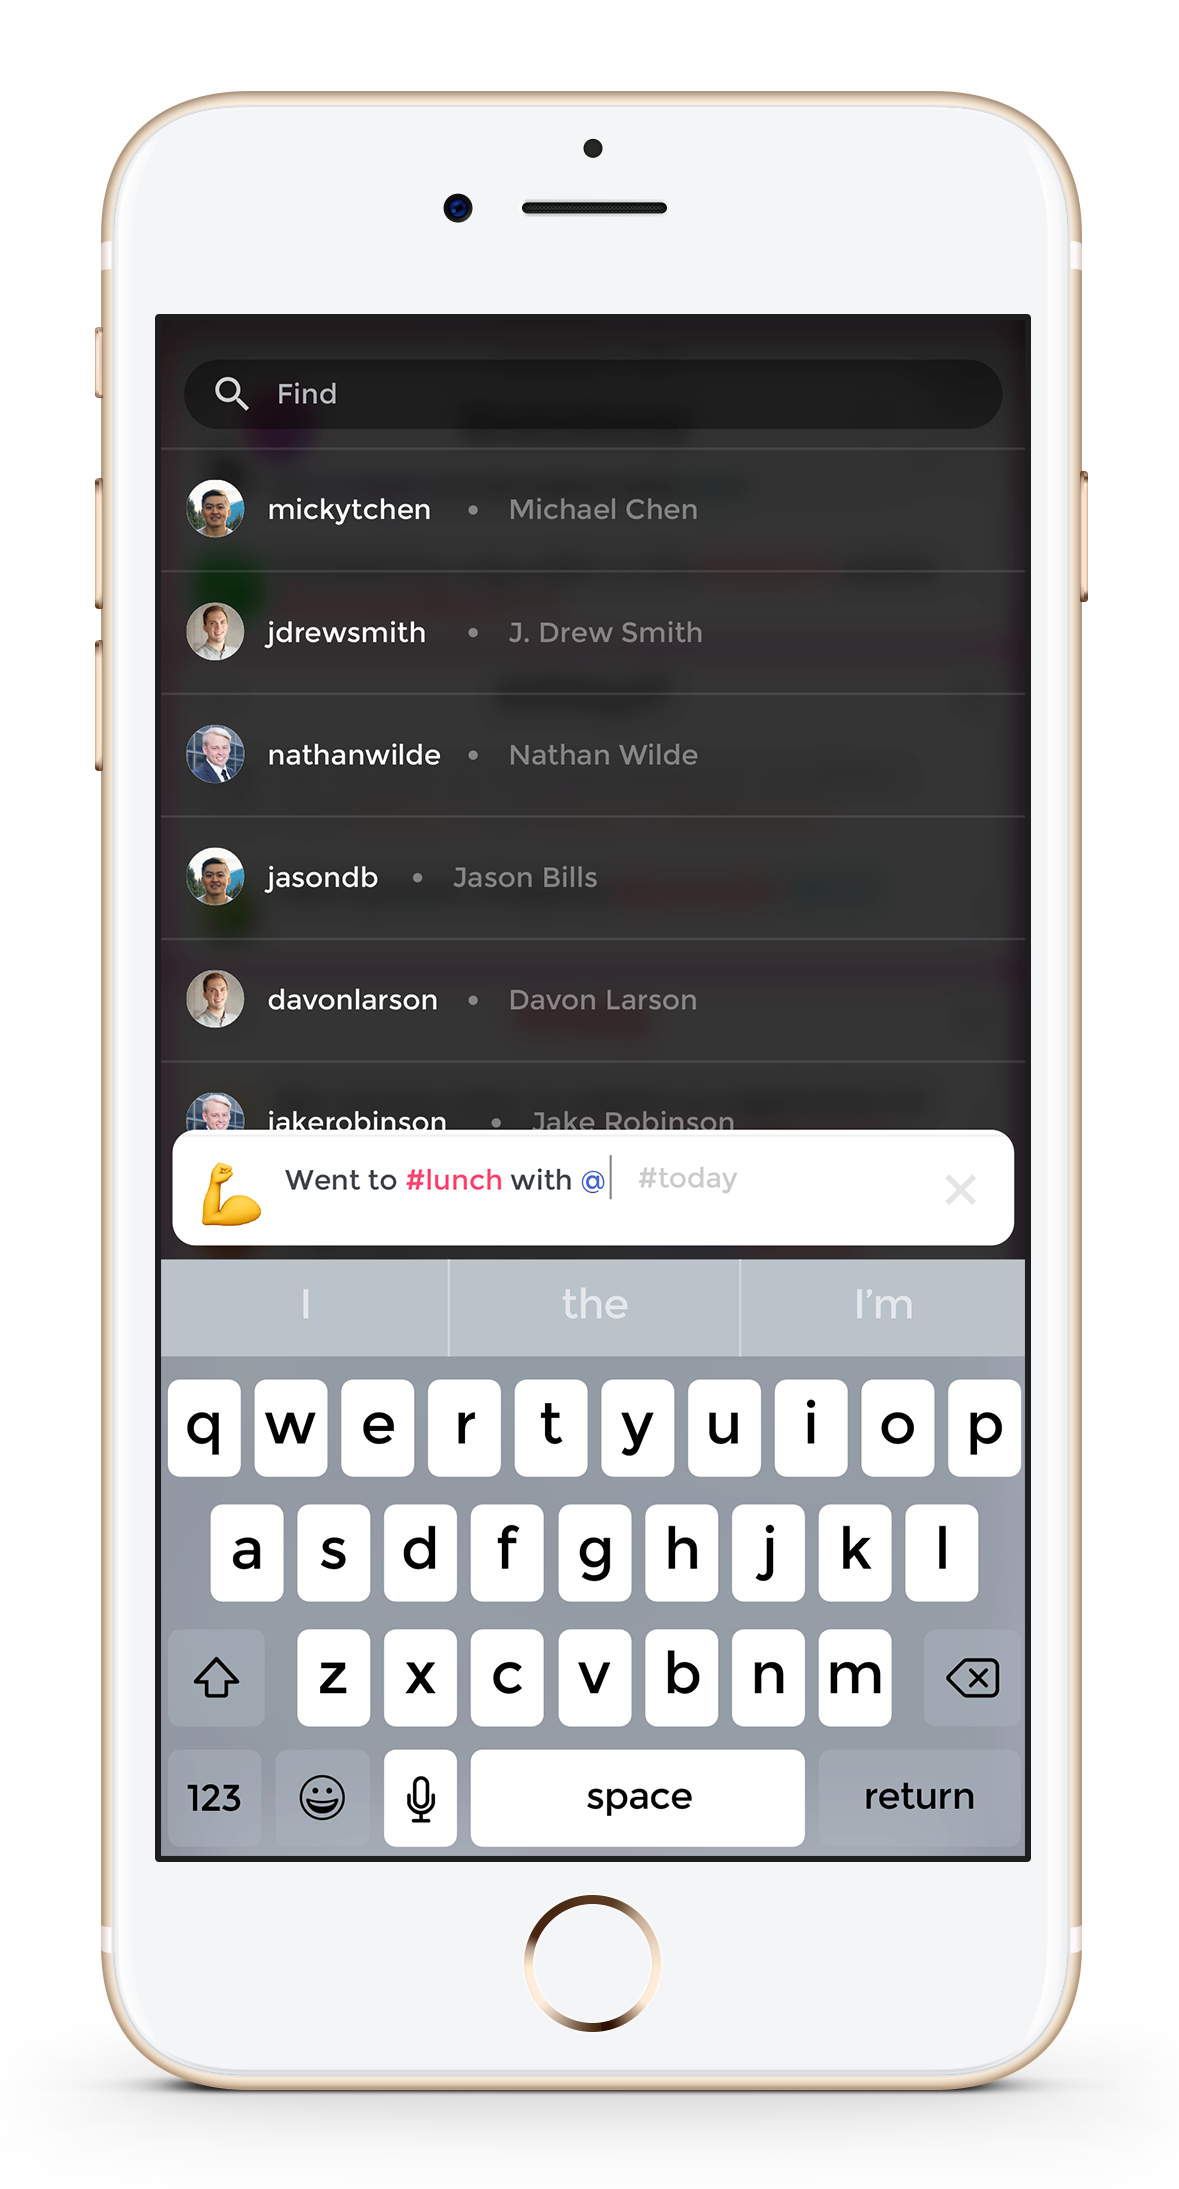 Find
mickytchen • Michael Chen
jdrewsmith • J. Drew Smith
nathanwilde • Nathan Wilde
jasondb • Jason Bills
davonlarson • Davon Larson
jakerobinson • Jake Robinson
Went to #lunch with @ #today
I the I'm
q w e r t y u i o p
a s d f g h j k l
z x c v b n m
123 space return